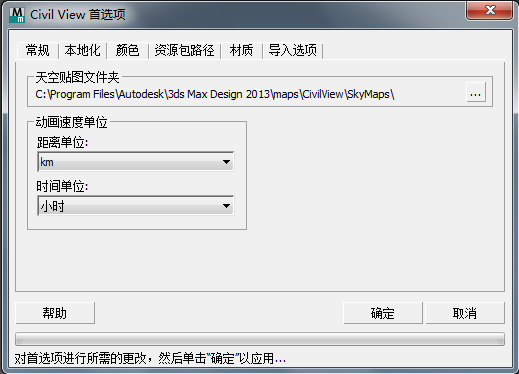 Civil View 首选项
常规 本地化 颜色 资源包路径 材质 导入选项
天空贴图文件夹
C:\Program Files\Autodesk\3ds Max Design 2013\maps\CivilView\SkyMaps\ ...
动画速度单位
距离单位:
km
时间单位:
小时
帮助 确定 取消
对首选项进行所需的更改，然后单击"确定"以应用...